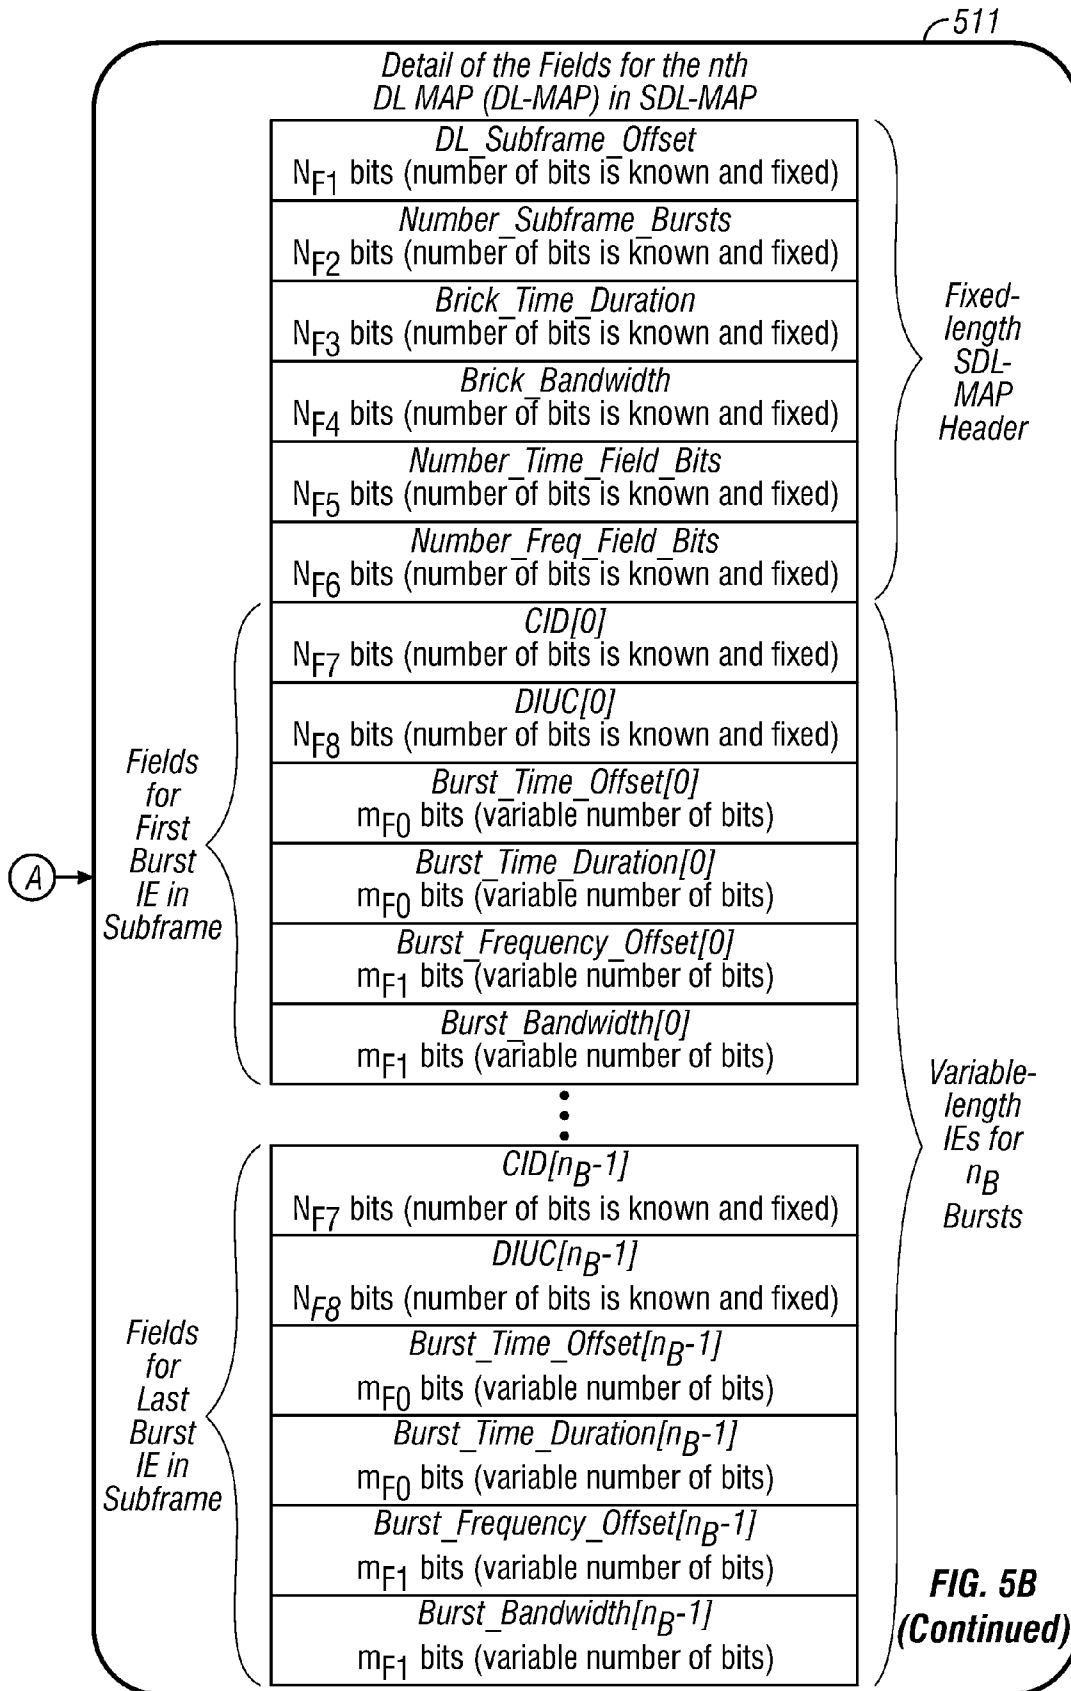 511
Detail of the Fields for the nth
DL MAP (DL-MAP) in SDL-MAP
DL_Subframe_Offset
NF1 bits (number of bits is known and fixed)
Number_Subframe_Bursts
NF2 bits (number of bits is known and fixed)
Brick_Time_Duration
NF3 bits (number of bits is known and fixed)
Brick_Bandwidth
NF4 bits (number of bits is known and fixed)
Number_Time_Field_Bits
NF5 bits (number of bits is known and fixed)
Number_Freq_Field_Bits
NF6 bits (number of bits is known and fixed)
Fixed-
length
SDL-
MAP
Header
CID[0]
NF7 bits (number of bits is known and fixed)
DIUC[0]
NF8 bits (number of bits is known and fixed)
Burst_Time_Offset[0]
mF0 bits (variable number of bits)
Burst_Time_Duration[0]
mF0 bits (variable number of bits)
Burst_Frequency_Offset[0]
mF1 bits (variable number of bits)
Burst_Bandwidth[0]
mF1 bits (variable number of bits)
Fields
for
First
Burst
IE in
Subframe
A
CID[nB-1]
NF7 bits (number of bits is known and fixed)
DIUC[nB-1]
NF8 bits (number of bits is known and fixed)
Burst_Time_Offset[nB-1]
mF0 bits (variable number of bits)
Burst_Time_Duration[nB-1]
mF0 bits (variable number of bits)
Burst_Frequency_Offset[nB-1]
mF1 bits (variable number of bits)
Burst_Bandwidth[nB-1]
mF1 bits (variable number of bits)
Fields
for
Last
Burst
IE in
Subframe
Variable-
length
IEs for
nB
Bursts
FIG. 5B
(Continued)